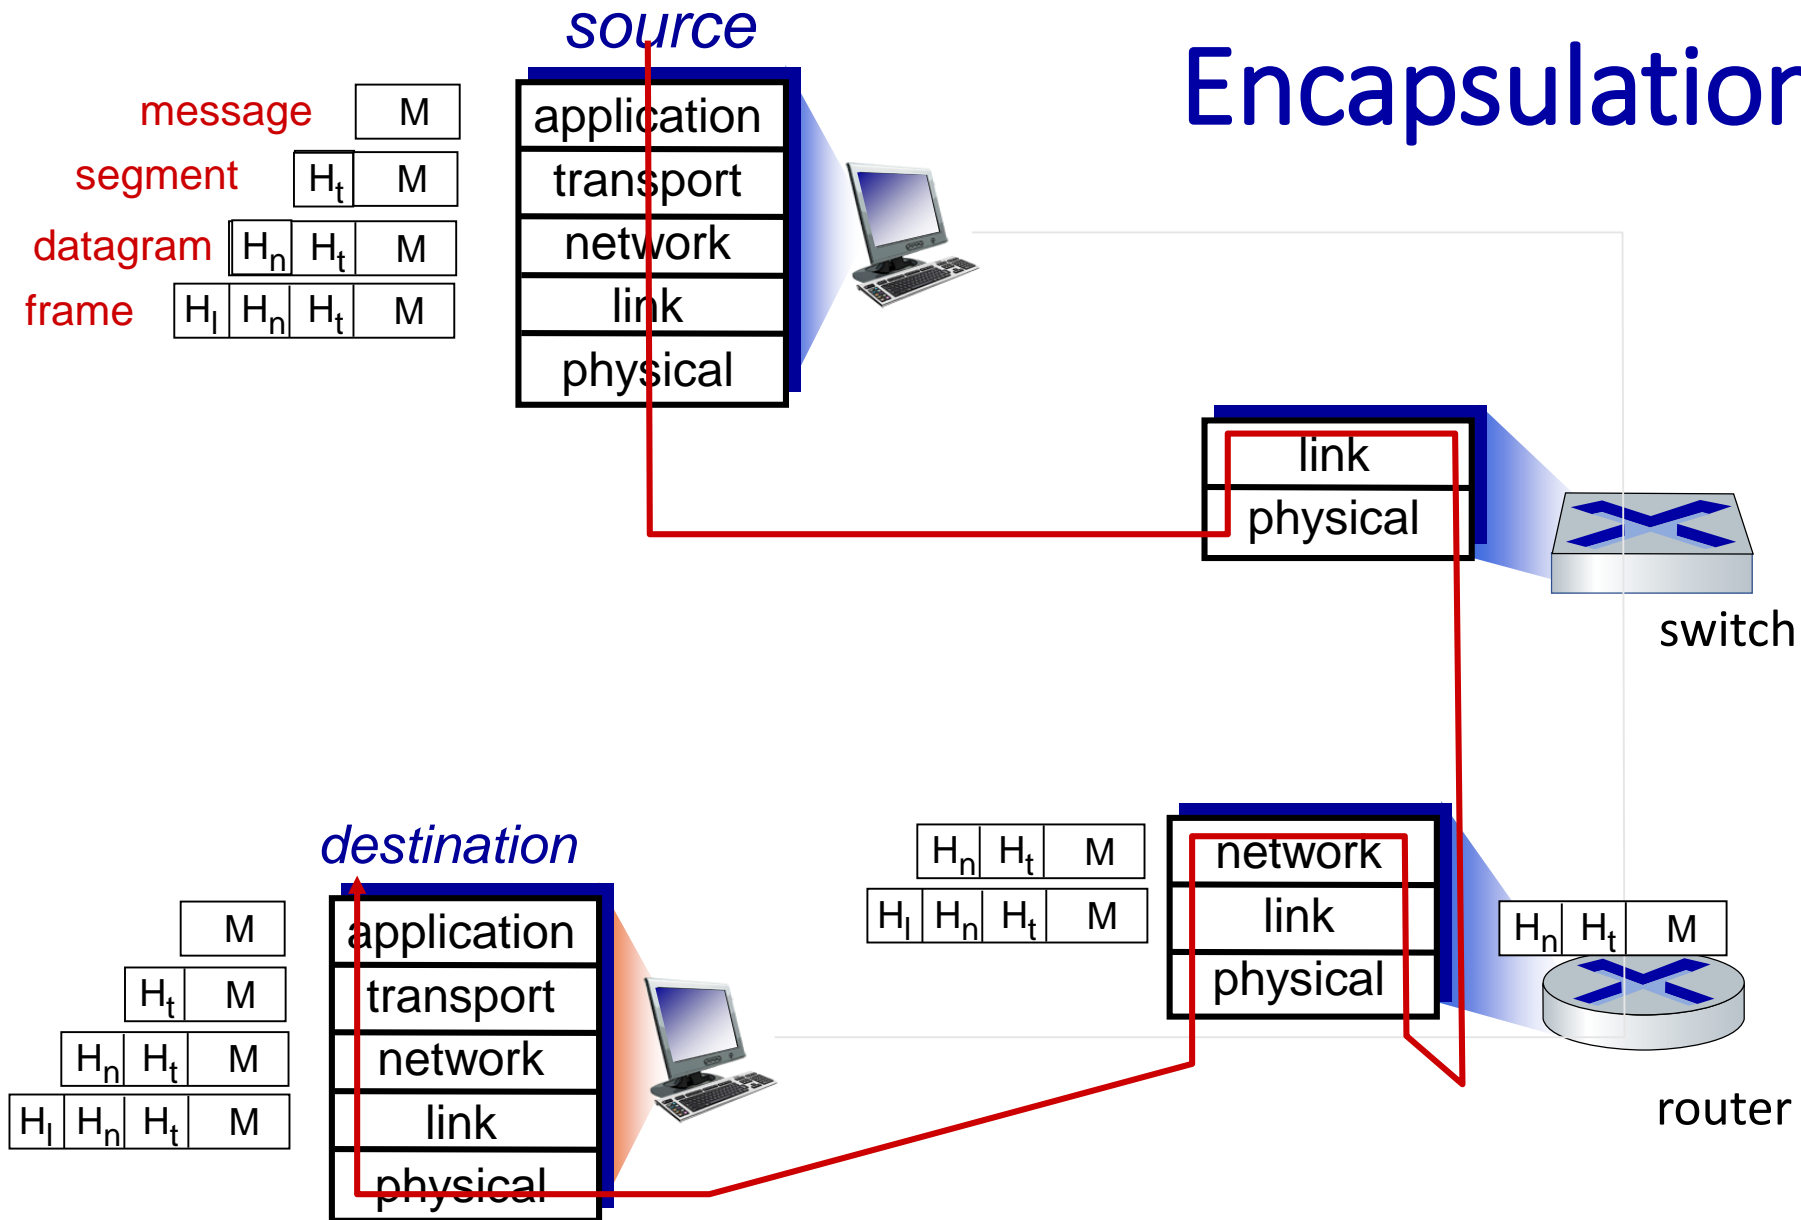 source
Encapsulation
message M
segment Ht M
datagram Hn Ht M
frame Hl Hn Ht M
application
transport
network
link
physical
link
physical
switch
destination
M
Ht M
Hn Ht M
Hl Hn Ht M
application
transport
network
link
physical
Hn Ht M
Hl Hn Ht M
network
link
physical
Hn Ht M
router